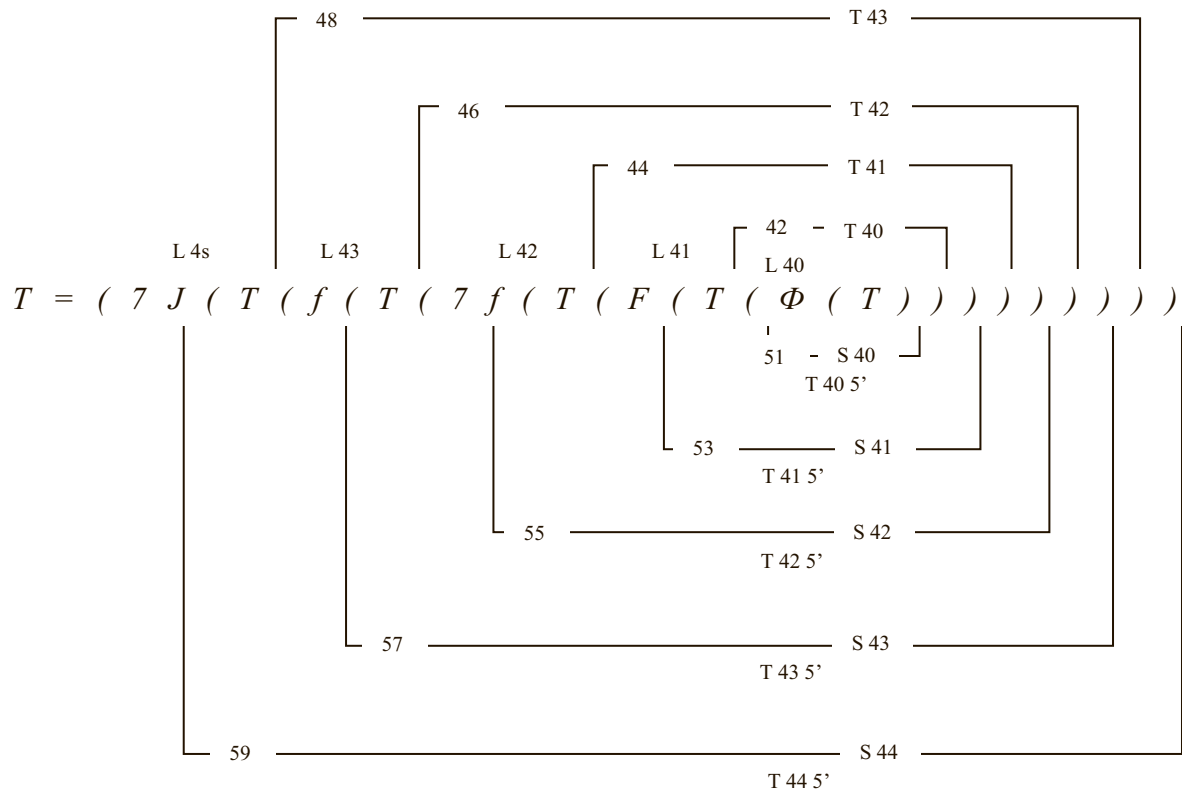 48 T 43
46 T 42
44 T 41
42 T 40
L 4s L 43 L 42 L 41 L 40
T = ( 7 J ( T ( f ( T ( 7 f ( T ( F ( T ( Φ ( T ) ) ) ) ) ) ) ) )
51 S 40
T 40 5’
53 S 41
T 41 5’
55 S 42
T 42 5’
57 S 43
T 43 5’
59 S 44
T 44 5’